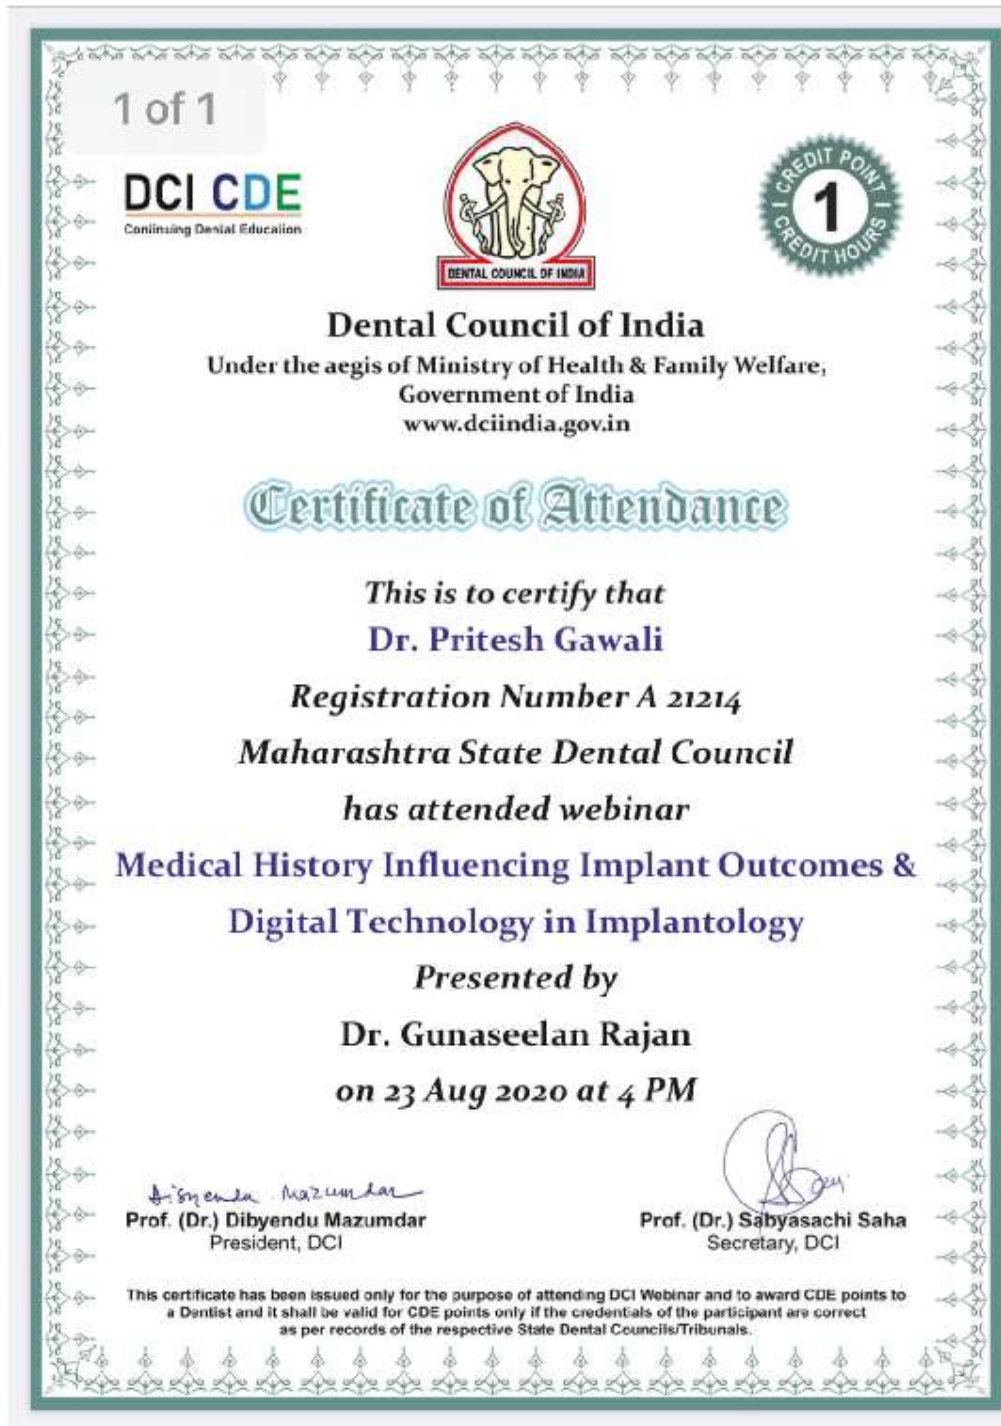 1 of 1
DCI CDE
Continuing Dental Education
DENTAL COUNCIL OF INDIA
CREDIT POINT
1
CREDIT HOURS
Dental Council of India
Under the aegis of Ministry of Health & Family Welfare,
Government of India
www.dciindia.gov.in
Certificate of Attendance
This is to certify that
Dr. Pritesh Gawali
Registration Number A 21214
Maharashtra State Dental Council
has attended webinar
Medical History Influencing Implant Outcomes &
Digital Technology in Implantology
Presented by
Dr. Gunaseelan Rajan
on 23 Aug 2020 at 4 PM
Dibyendu Mazumdar
Prof. (Dr.) Dibyendu Mazumdar
President, DCI
Prof. (Dr.) Sabyasachi Saha
Secretary, DCI
This certificate has been issued only for the purpose of attending DCI Webinar and to award CDE points to
a Dentist and it shall be valid for CDE points only if the credentials of the participant are correct
as per records of the respective State Dental Councils/Tribunals.